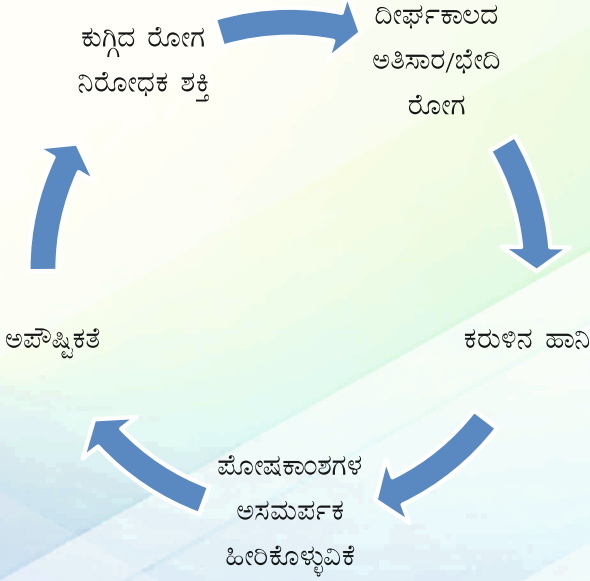 ಕುಗ್ಗಿದ ರೋಗ
ನಿರೋಧಕ ಶಕ್ತಿ
ದೀರ್ಘಕಾಲದ
ಅತಿಸಾರ/ಭೇದಿ
ರೋಗ
ಕರುಳಿನ ಹಾನಿ
ಪೋಷಕಾಂಶಗಳ
ಅಸಮರ್ಪಕ
ಹೀರಿಕೊಳ್ಳುವಿಕೆ
ಅಪೌಷ್ಟಿಕತೆ